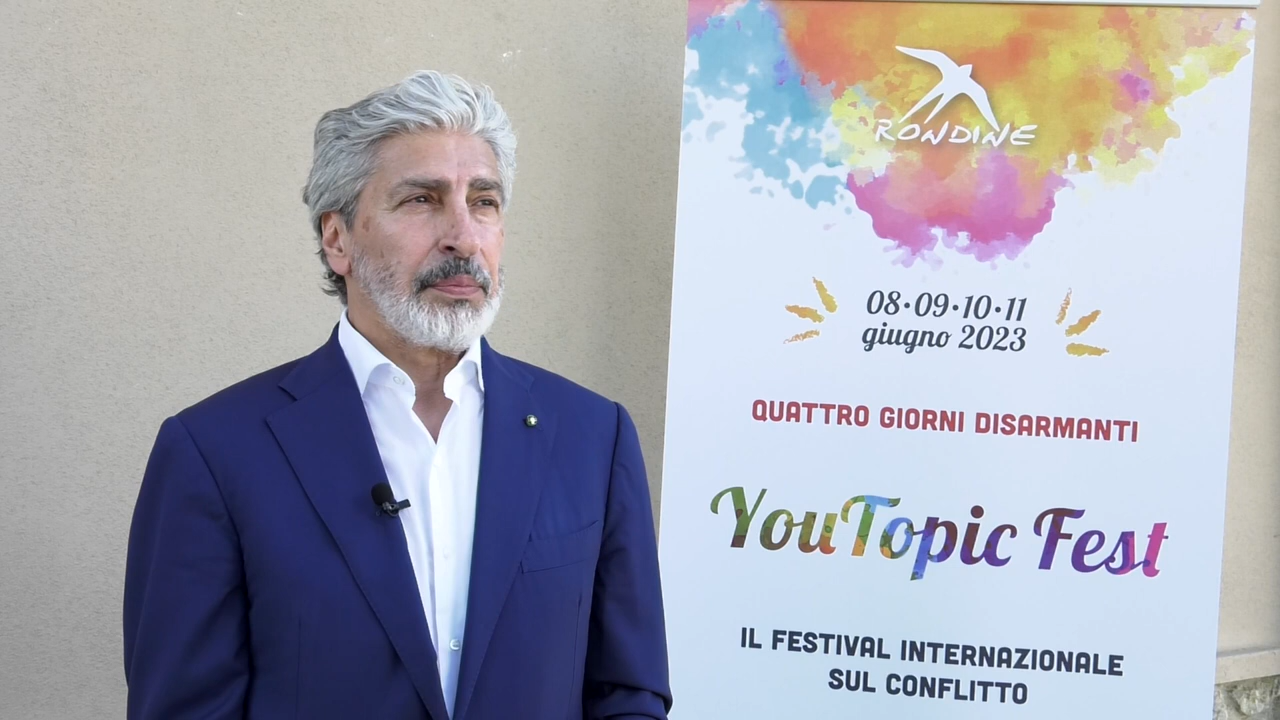 RONDINE
08·09·10·11
giugno 2023
QUATTRO GIORNI DISARMANTI
YouTopic Fest
IL FESTIVAL INTERNAZIONALE
SUL CONFLITTO